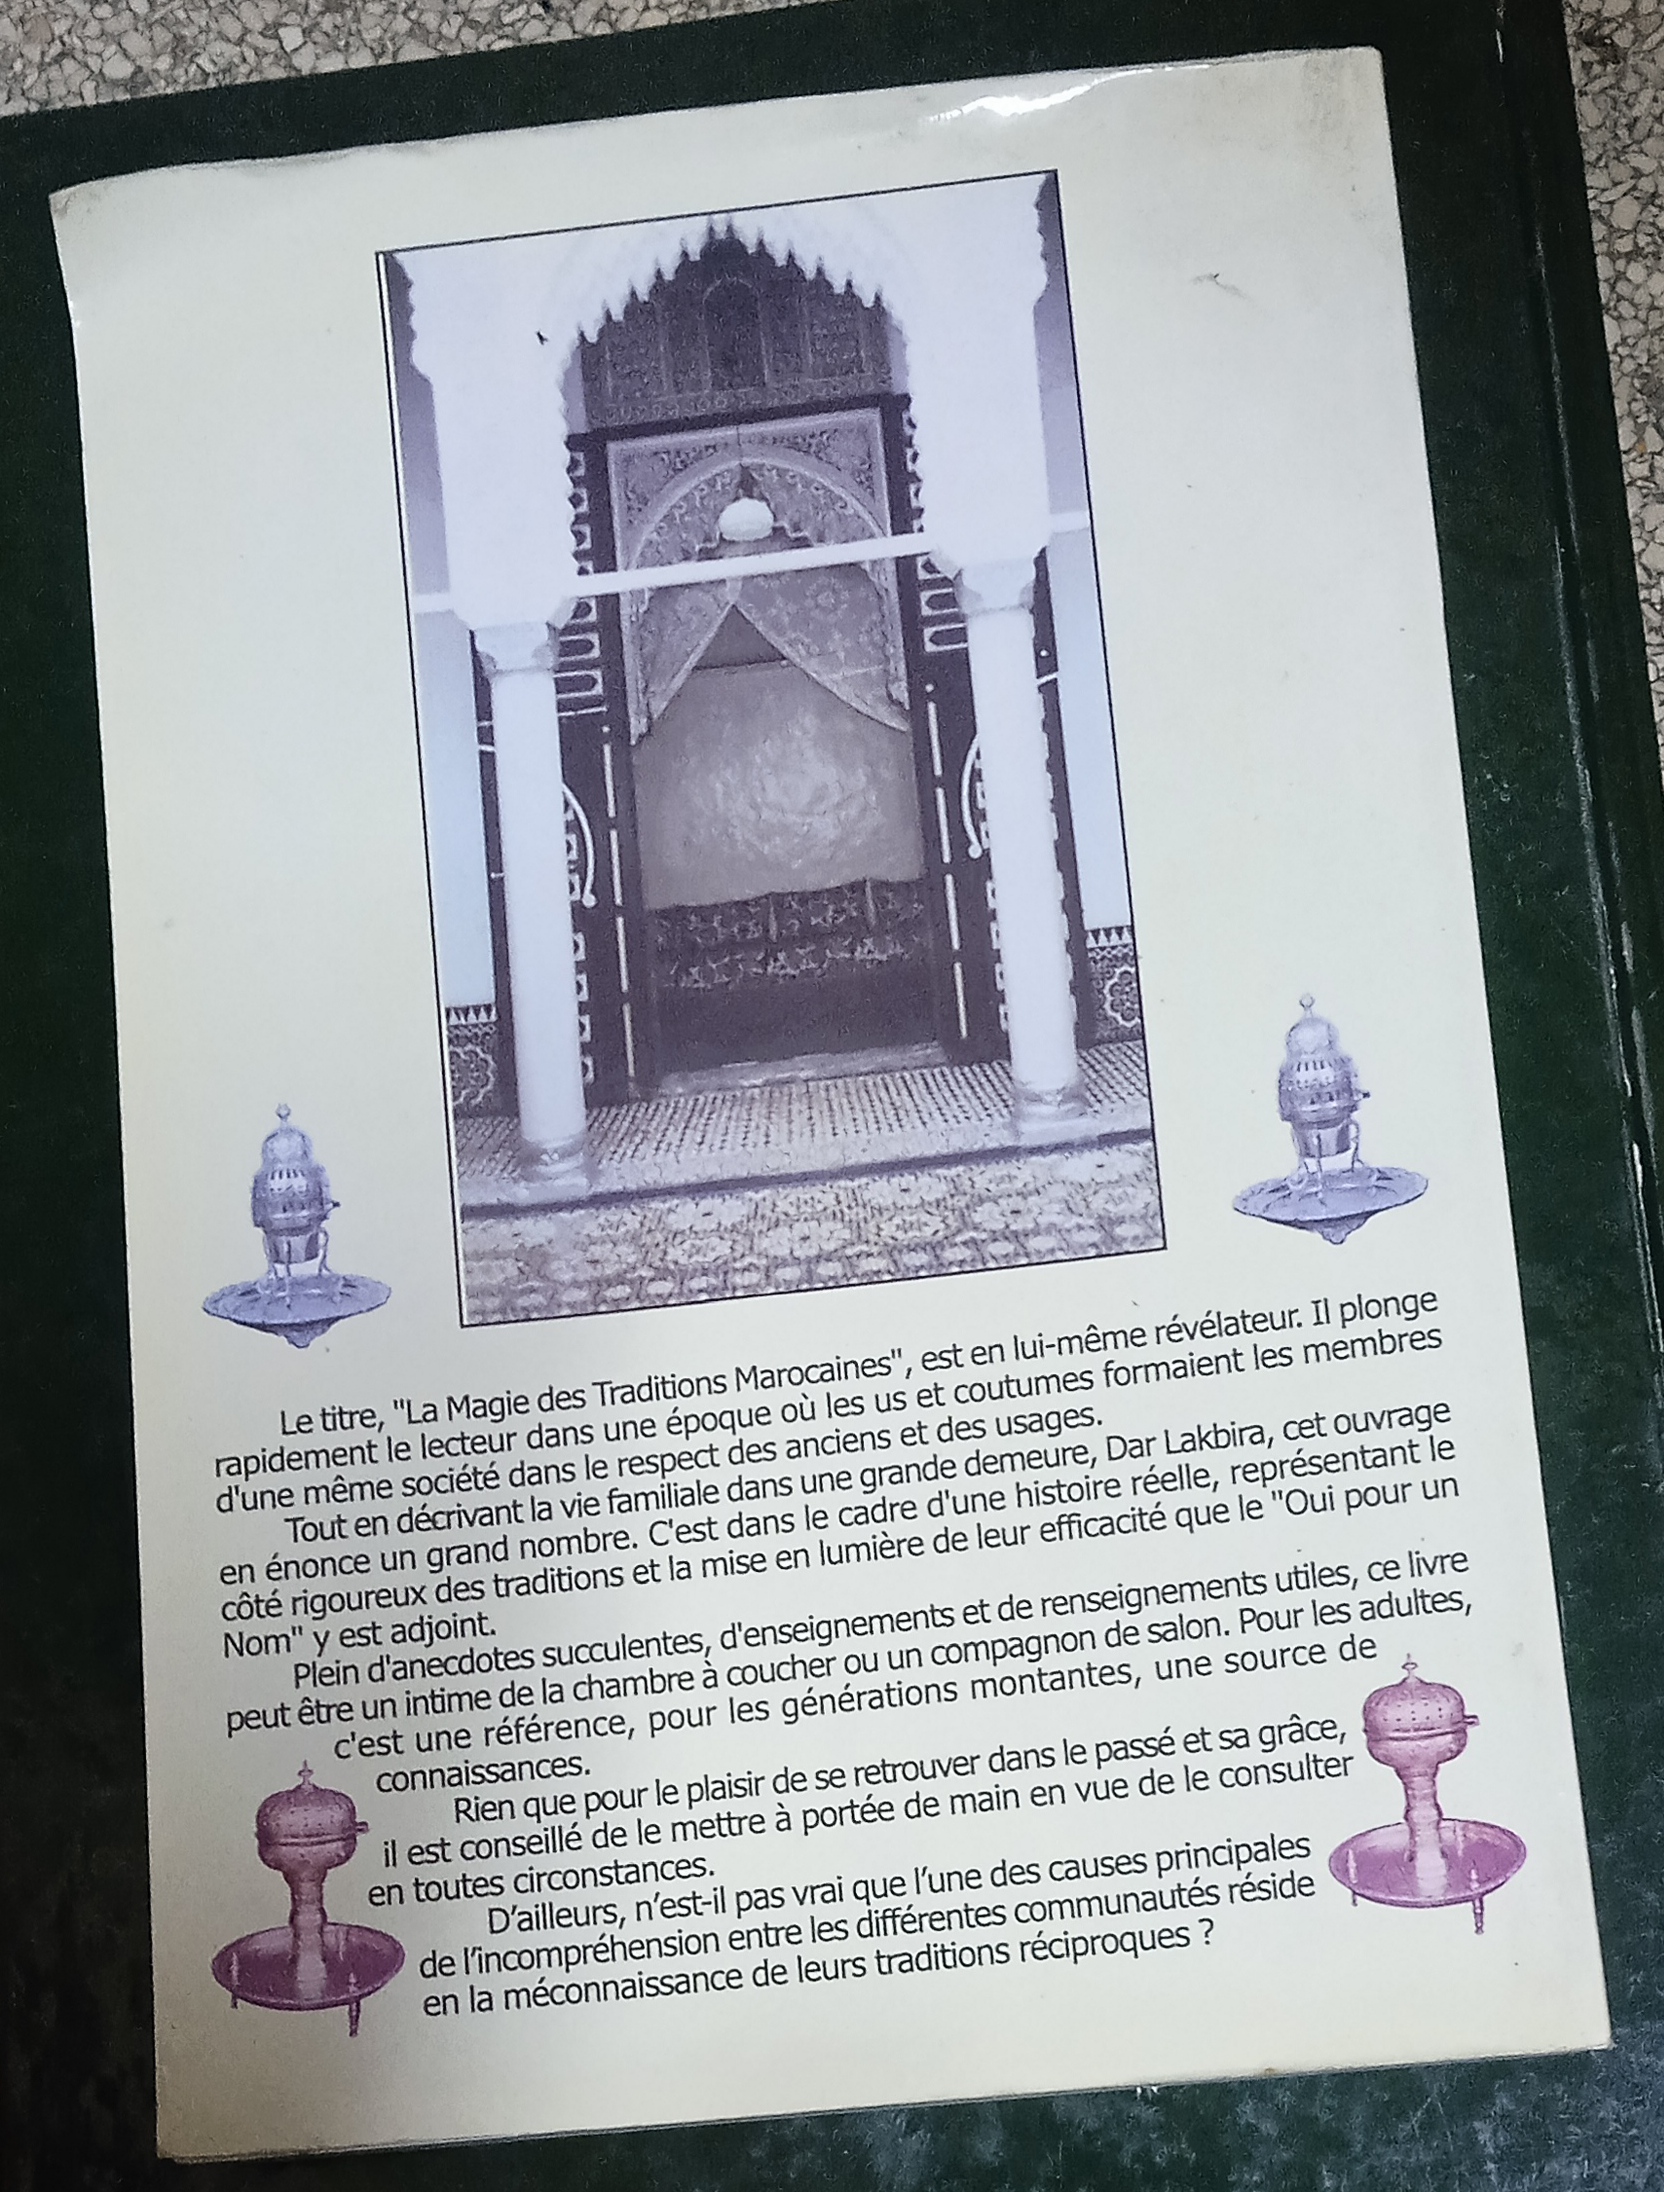 Le titre, "La Magie des Traditions Marocaines", est en lui-même révélateur. Il plonge
rapidement le lecteur dans une époque où les us et coutumes formaient les membres
d'une même société dans le respect des anciens et des usages.
Tout en décrivant la vie familiale dans une grande demeure, Dar Lakbira, cet ouvrage
en énonce un grand nombre. C'est dans le cadre d'une histoire réelle, représentant le
côté rigoureux des traditions et la mise en lumière de leur efficacité que le "Oui pour un
Nom" y est adjoint.
Plein d'anecdotes succulentes, d'enseignements et de renseignements utiles, ce livre
peut être un intime de la chambre à coucher ou un compagnon de salon. Pour les adultes,
c'est une référence, pour les générations montantes, une source de
connaissances.
Rien que pour le plaisir de se retrouver dans le passé et sa grâce,
il est conseillé de le mettre à portée de main en vue de le consulter
en toutes circonstances.
D’ailleurs, n’est-il pas vrai que l’une des causes principales
de l’incompréhension entre les différentes communautés réside
en la méconnaissance de leurs traditions réciproques ?